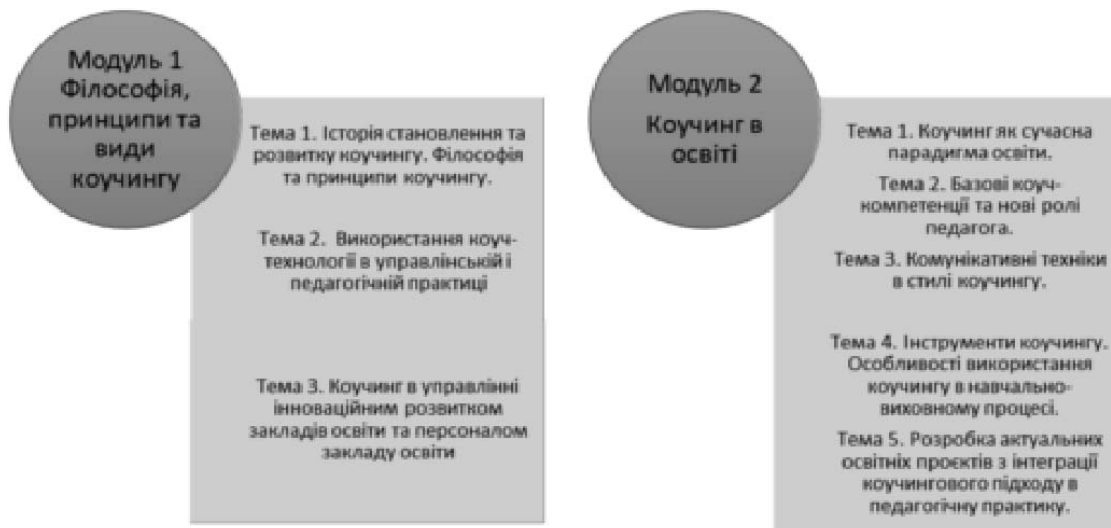 Модуль 1
Філософія,
принципи та
види
коучингу
Тема 1. Історія становлення та
розвитку коучингу. Філософія
та принципи коучингу.
Тема 2. Використання коуч-
технології в управлінській і
педагогічній практиці
Тема 3. Коучинг в управлінні
інноваційним розвитком
закладів освіти та персоналом
закладу освіти
Модуль 2
Коучинг в
освіті
Тема 1. Коучинг як сучасна
парадигма освіти.
Тема 2. Базові коуч-
компетенції та нові ролі
педагога.
Тема 3. Комунікативні техніки
в стилі коучингу.
Тема 4. Інструменти коучингу.
Особливості використання
коучингу в навчально-
виховному процесі.
Тема 5. Розробка актуальних
освітніх проєктів з інтеграції
коучингового підходу в
педагогічну практику.